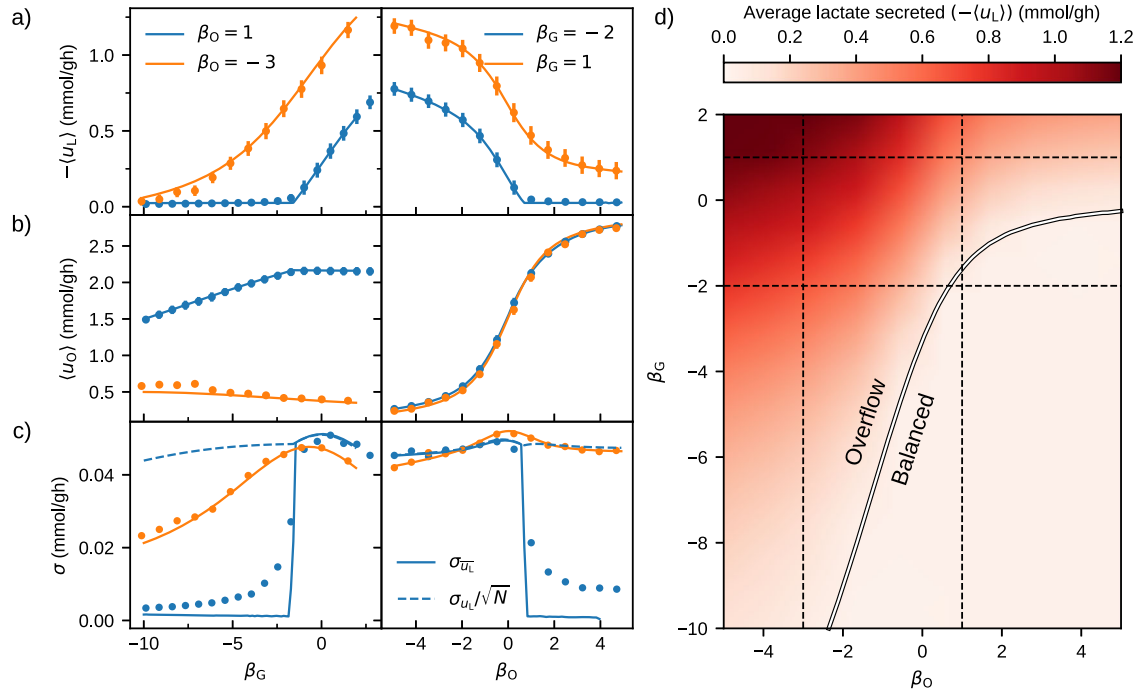 a)
−⟨u_L⟩ (mmol/gh)
1.0
0.5
0.0
β_O = 1
β_O = −3
β_G = −2
β_G = 1
b)
⟨u_O⟩ (mmol/gh)
2.5
2.0
1.5
1.0
0.5
c)
σ (mmol/gh)
0.04
0.02
0.00
σ_{\overline{u_L}}
σ_{u_L}/√N
−10 −5 0
β_G
−4 −2 0 2 4
β_O
d)
Average lactate secreted (−⟨u_L⟩) (mmol/gh)
0.0 0.2 0.4 0.6 0.8 1.0 1.2
2
0
−2
−4
−6
−8
−10
β_G
Overflow
Balanced
−4 −2 0 2 4
β_O